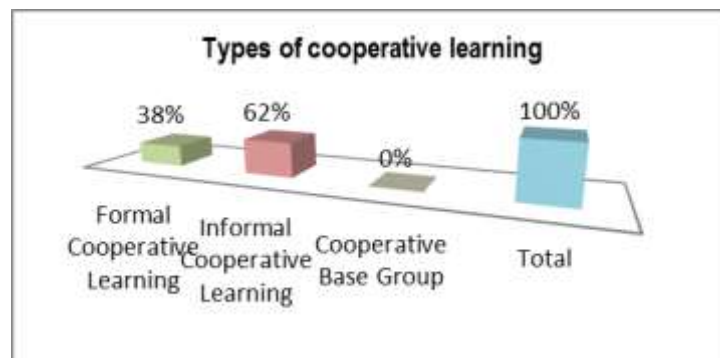 Types of cooperative learning
38%
62%
0%
100%
Formal
Cooperative
Learning
Informal
Cooperative
Learning
Cooperative
Base Group
Total